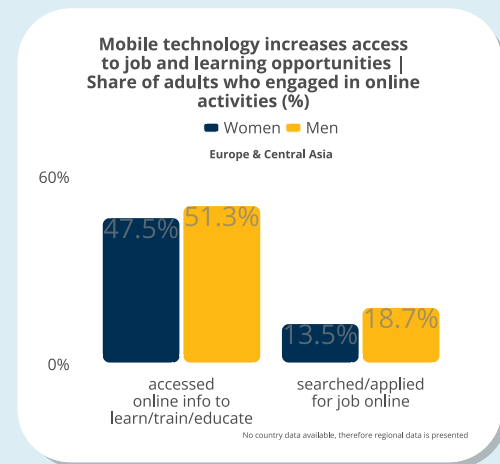 Mobile technology increases access
to job and learning opportunities |
Share of adults who engaged in online
activities (%)
Women Men
Europe & Central Asia
60%
47.5% 51.3%
13.5% 18.7%
0%
accessed
online info to
learn/train/educate
searched/applied
for job online
No country data available, therefore regional data is presented